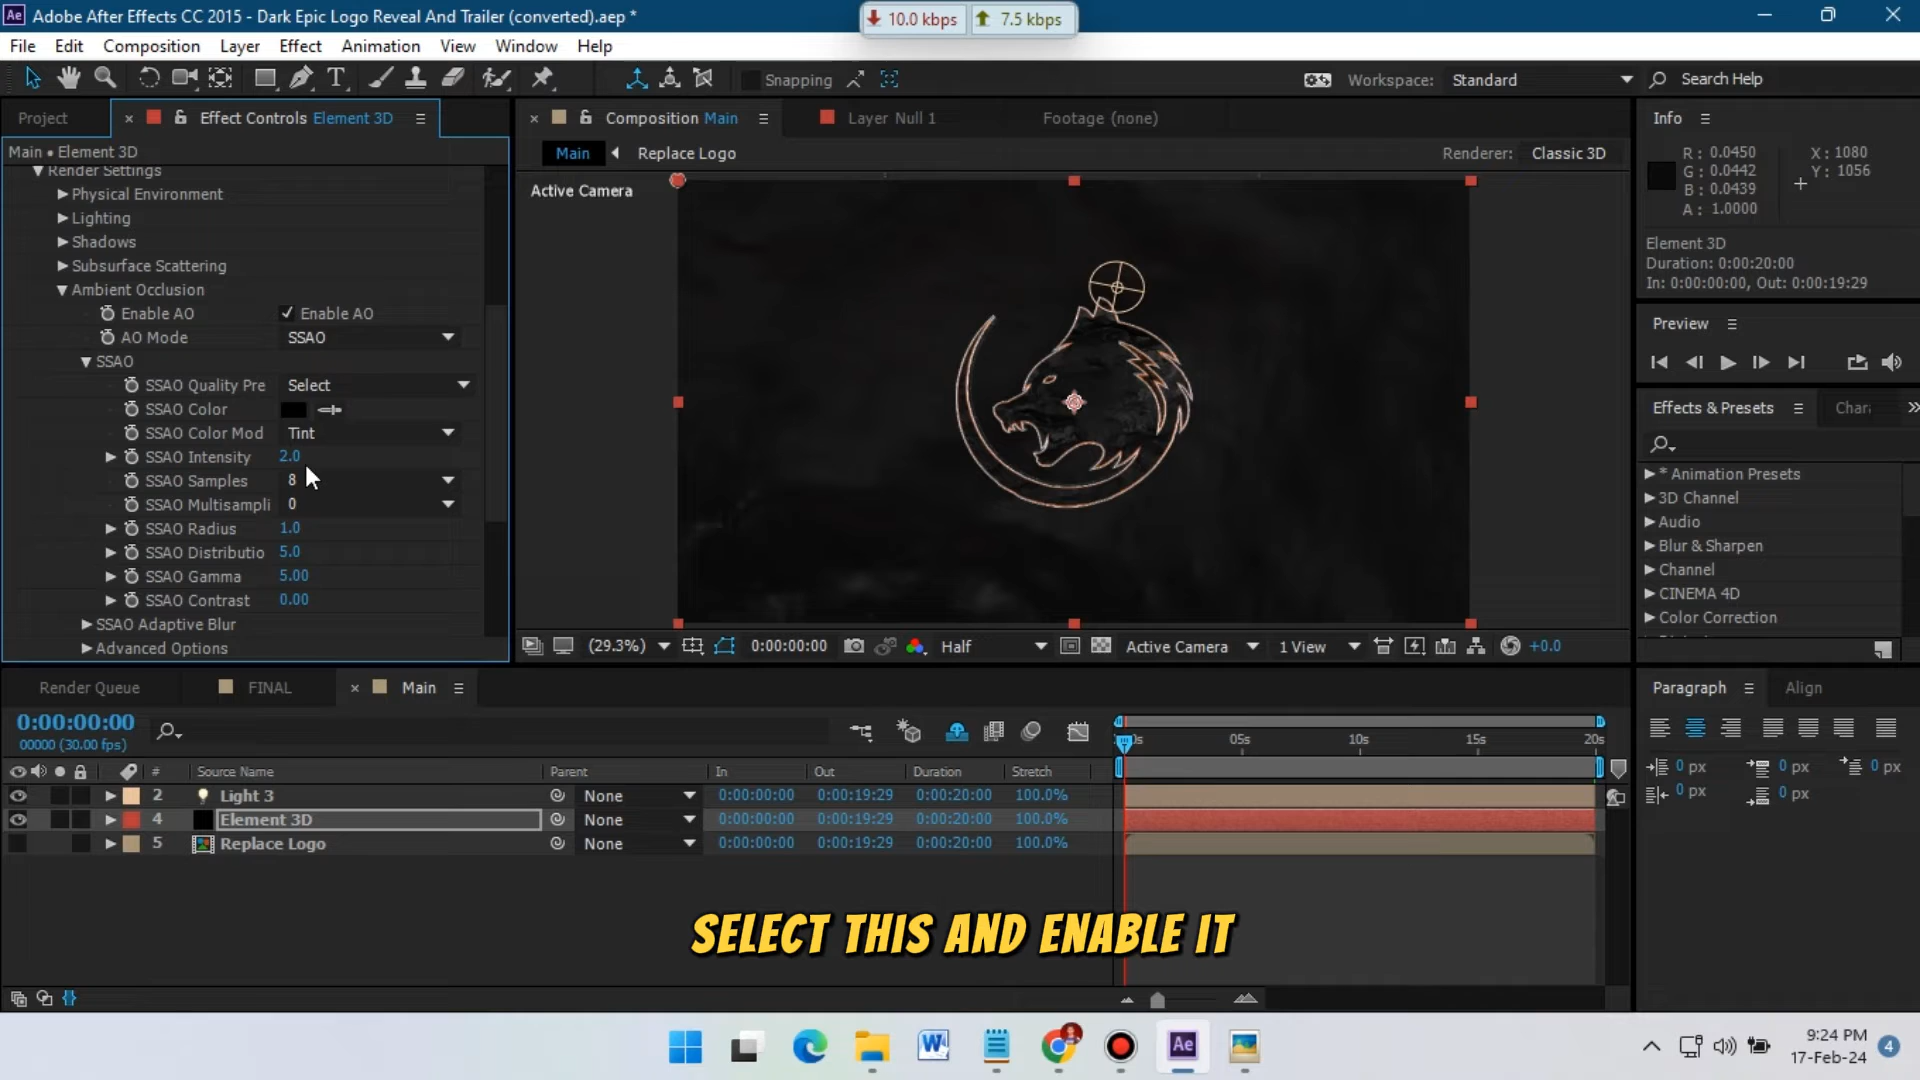 Adobe After Effects CC 2015 - Dark Epic Logo Reveal And Trailer (converted).aep *
10.0 kbps 7.5 kbps
File Edit Composition Layer Effect Animation View Window Help
Snapping Workspace: Standard Search Help
Project Effect Controls Element 3D
Main • Element 3D
Render Settings
Physical Environment
Lighting
Shadows
Subsurface Scattering
Ambient Occlusion
Enable AO Enable AO
AO Mode SSAO
SSAO
SSAO Quality Pre Select
SSAO Color
SSAO Color Mod Tint
SSAO Intensity 2.0
SSAO Samples 8
SSAO Multisampli 0
SSAO Radius 1.0
SSAO Distributio 5.0
SSAO Gamma 5.00
SSAO Contrast 0.00
SSAO Adaptive Blur
Advanced Options
Composition Main Layer Null 1 Footage (none)
Main Replace Logo Renderer: Classic 3D
Active Camera
(29.3%) 0:00:00:00 Half Active Camera 1 View +0.0
Info
R: 0.0450 X: 1080
G: 0.0442 Y: 1056
B: 0.0439
A: 1.0000
Element 3D
Duration: 0:00:20:00
In: 0:00:00:00, Out: 0:00:19:29
Preview
Effects & Presets Chara
* Animation Presets
3D Channel
Audio
Blur & Sharpen
Channel
CINEMA 4D
Color Correction
Render Queue FINAL Main
0:00:00:00
00000 (30.00 fps)
05s 10s 15s 20s
# Source Name Parent In Out Duration Stretch
2 Light 3 None 0:00:00:00 0:00:19:29 0:00:20:00 100.0%
4 Element 3D None 0:00:00:00 0:00:19:29 0:00:20:00 100.0%
5 Replace Logo None 0:00:00:00 0:00:19:29 0:00:20:00 100.0%
Paragraph Align
0 px 0 px 0 px
0 px 0 px
SELECT THIS AND ENABLE IT
9:24 PM
17-Feb-24
4